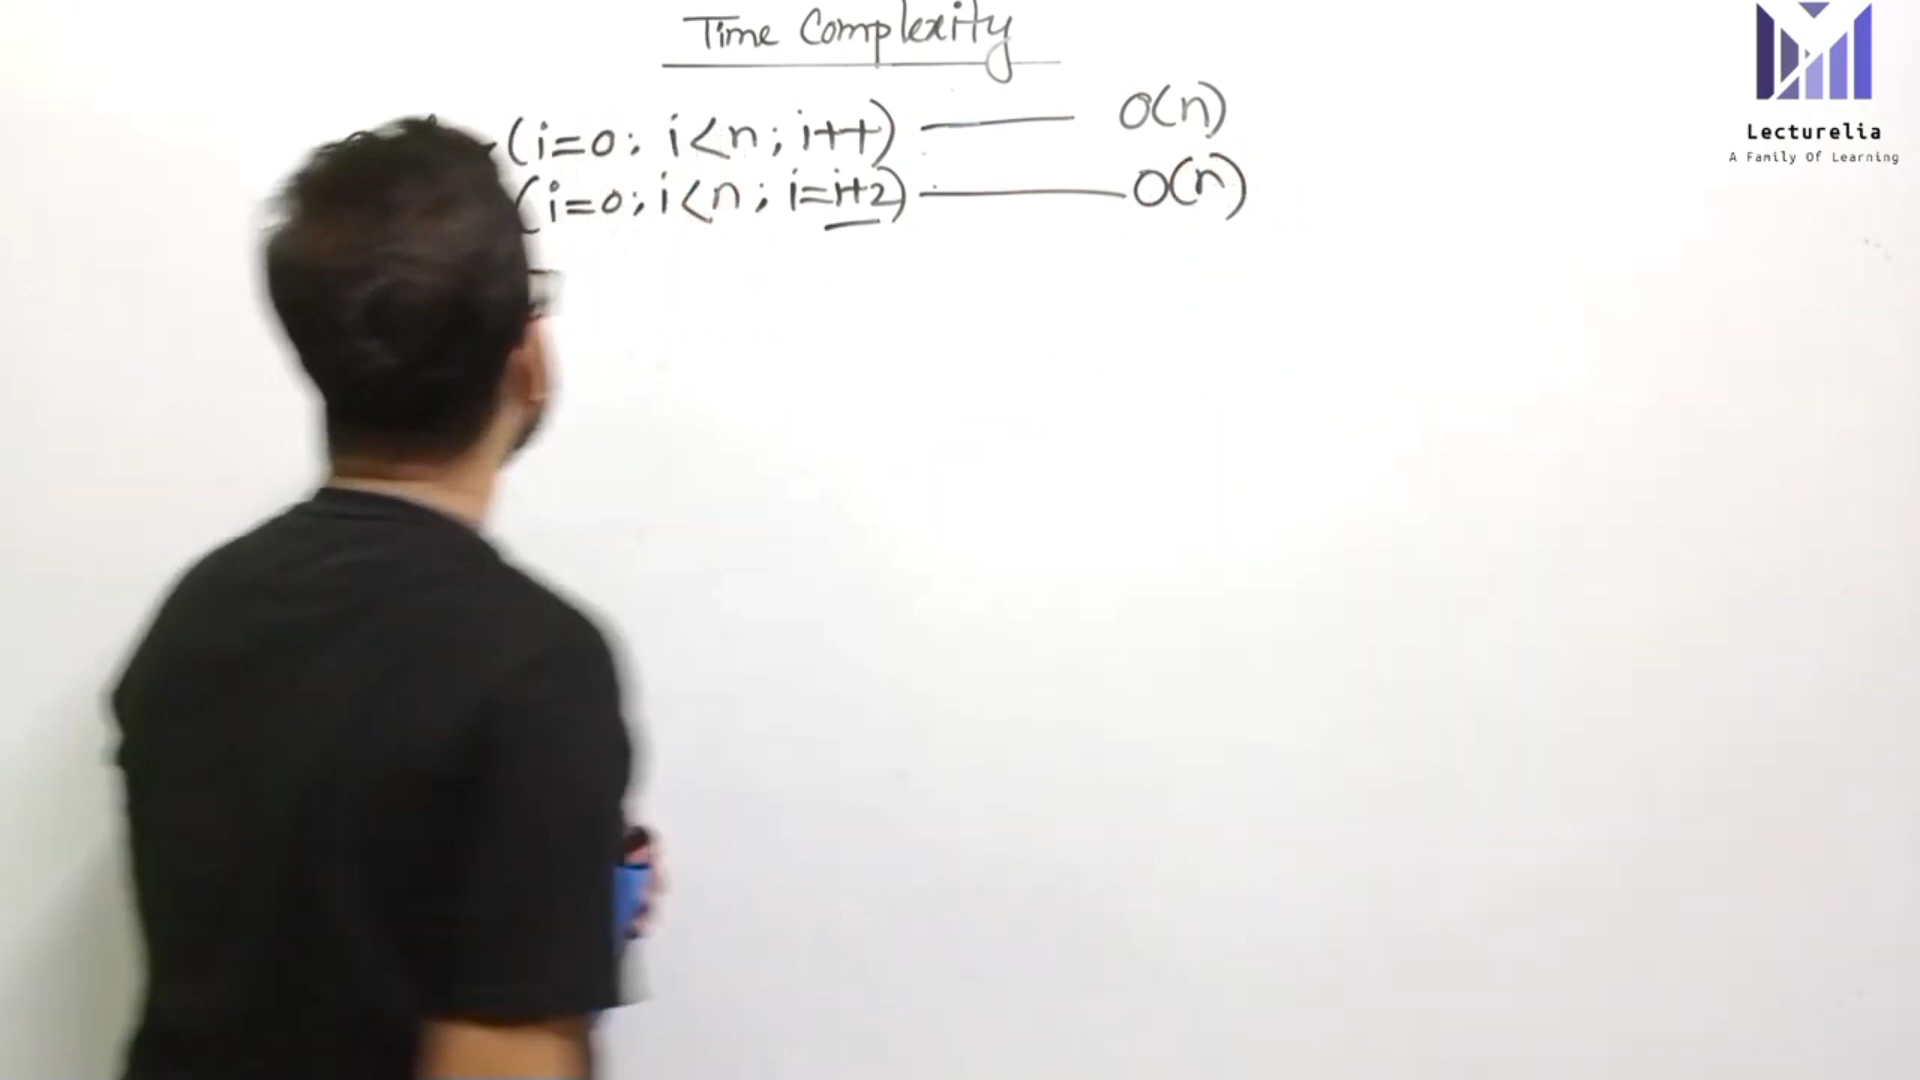 Time Complexity
(i=0; i<n; i++) —— O(n)
(i=0; i<n; i=i+2) —— O(n)
Lecturelia
A Family Of Learning